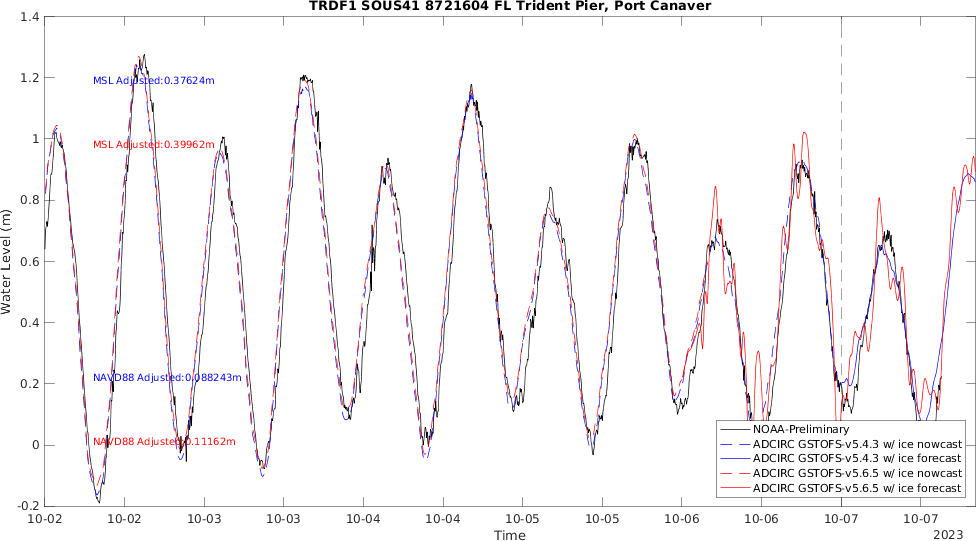 TRDF1 SOUS41 8721604 FL Trident Pier, Port Canaver
1.4
1.2
1
0.8
0.6
0.4
0.2
0
-0.2
Water Level (m)
MSL Adjusted:0.37624m
MSL Adjusted:0.39962m
NAVD88 Adjusted:0.088243m
NAVD88 Adjusted:0.11162m
NOAA-Preliminary
ADCIRC GSTOFS-v5.4.3 w/ ice nowcast
ADCIRC GSTOFS-v5.4.3 w/ ice forecast
ADCIRC GSTOFS-v5.6.5 w/ ice nowcast
ADCIRC GSTOFS-v5.6.5 w/ ice forecast
10-02 10-02 10-03 10-03 10-04 10-04 10-05 10-05 10-06 10-06 10-07 10-07
Time
2023